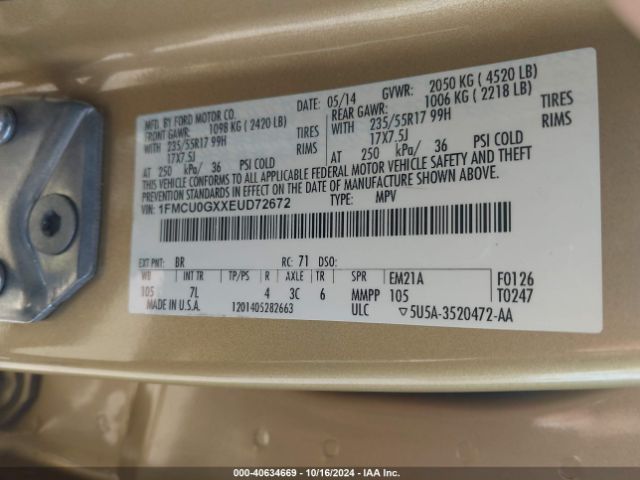 MFD. BY FORD MOTOR CO. DATE: 05/14 GVWR: 2050 KG ( 4520 LB)
FRONT GAWR: 1098 KG ( 2420 LB) REAR GAWR: 1006 KG ( 2218 LB)
WITH 235/55R17 99H TIRES WITH 235/55R17 99H TIRES
17X7.5J RIMS 17X7.5J RIMS
AT 250 kPa/ 36 PSI COLD AT 250 kPa/ 36 PSI COLD
THIS VEHICLE CONFORMS TO ALL APPLICABLE FEDERAL MOTOR VEHICLE SAFETY AND THEFT
PREVENTION STANDARDS IN EFFECT ON THE DATE OF MANUFACTURE SHOWN ABOVE.
VIN: 1FMCU0GXXEUD72672 TYPE: MPV
EXT PNT: BR RC: 71 DSO:
WB INT TR TP/PS R AXLE TR SPR EM21A F0126
105 7L 4 3C 6 MMPP 105 T0247
MADE IN U.S.A. 1201405282663 ULC ▽5U5A-3520472-AA
000-40634669 - 10/16/2024 - IAAI.com